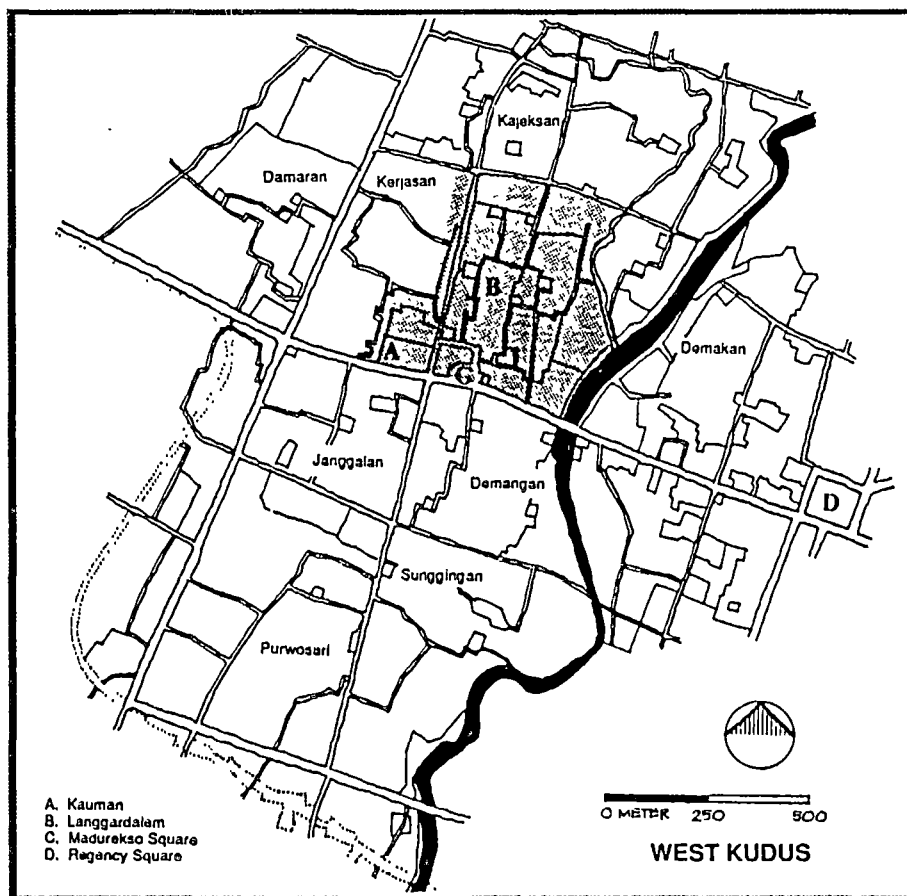 Kajeksan
Damaran
Kerjasan
B
Demakan
A
C
Janggalan
Demangan
D
Sunggingan
Purwosari
A. Kauman
B. Langgardalem
C. Madurekso Square
D. Regency Square
0 METER 250 500
WEST KUDUS